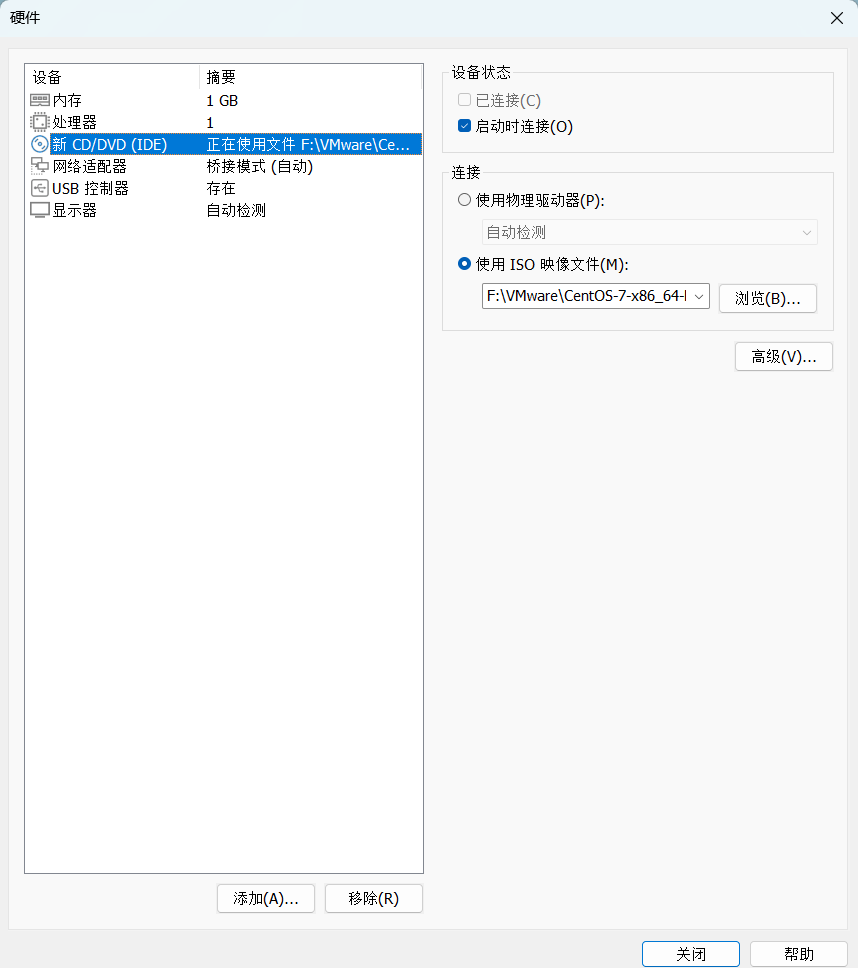 硬件
设备 摘要
内存 1 GB
处理器 1
新 CD/DVD (IDE) 正在使用文件 F:\VMware\Ce...
网络适配器 桥接模式 (自动)
USB 控制器 存在
显示器 自动检测
添加(A)... 移除(R)
设备状态
已连接(C)
启动时连接(O)
连接
使用物理驱动器(P):
自动检测
使用 ISO 映像文件(M):
F:\VMware\CentOS-7-x86_64- 浏览(B)...
高级(V)...
关闭 帮助